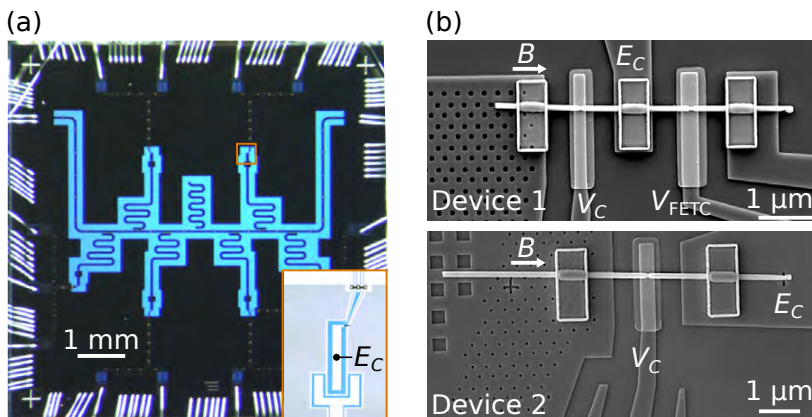 (a)
1 mm
E_C
(b)
B
E_C
Device 1
V_C
V_FETC
1 μm
B
E_C
V_C
Device 2
1 μm